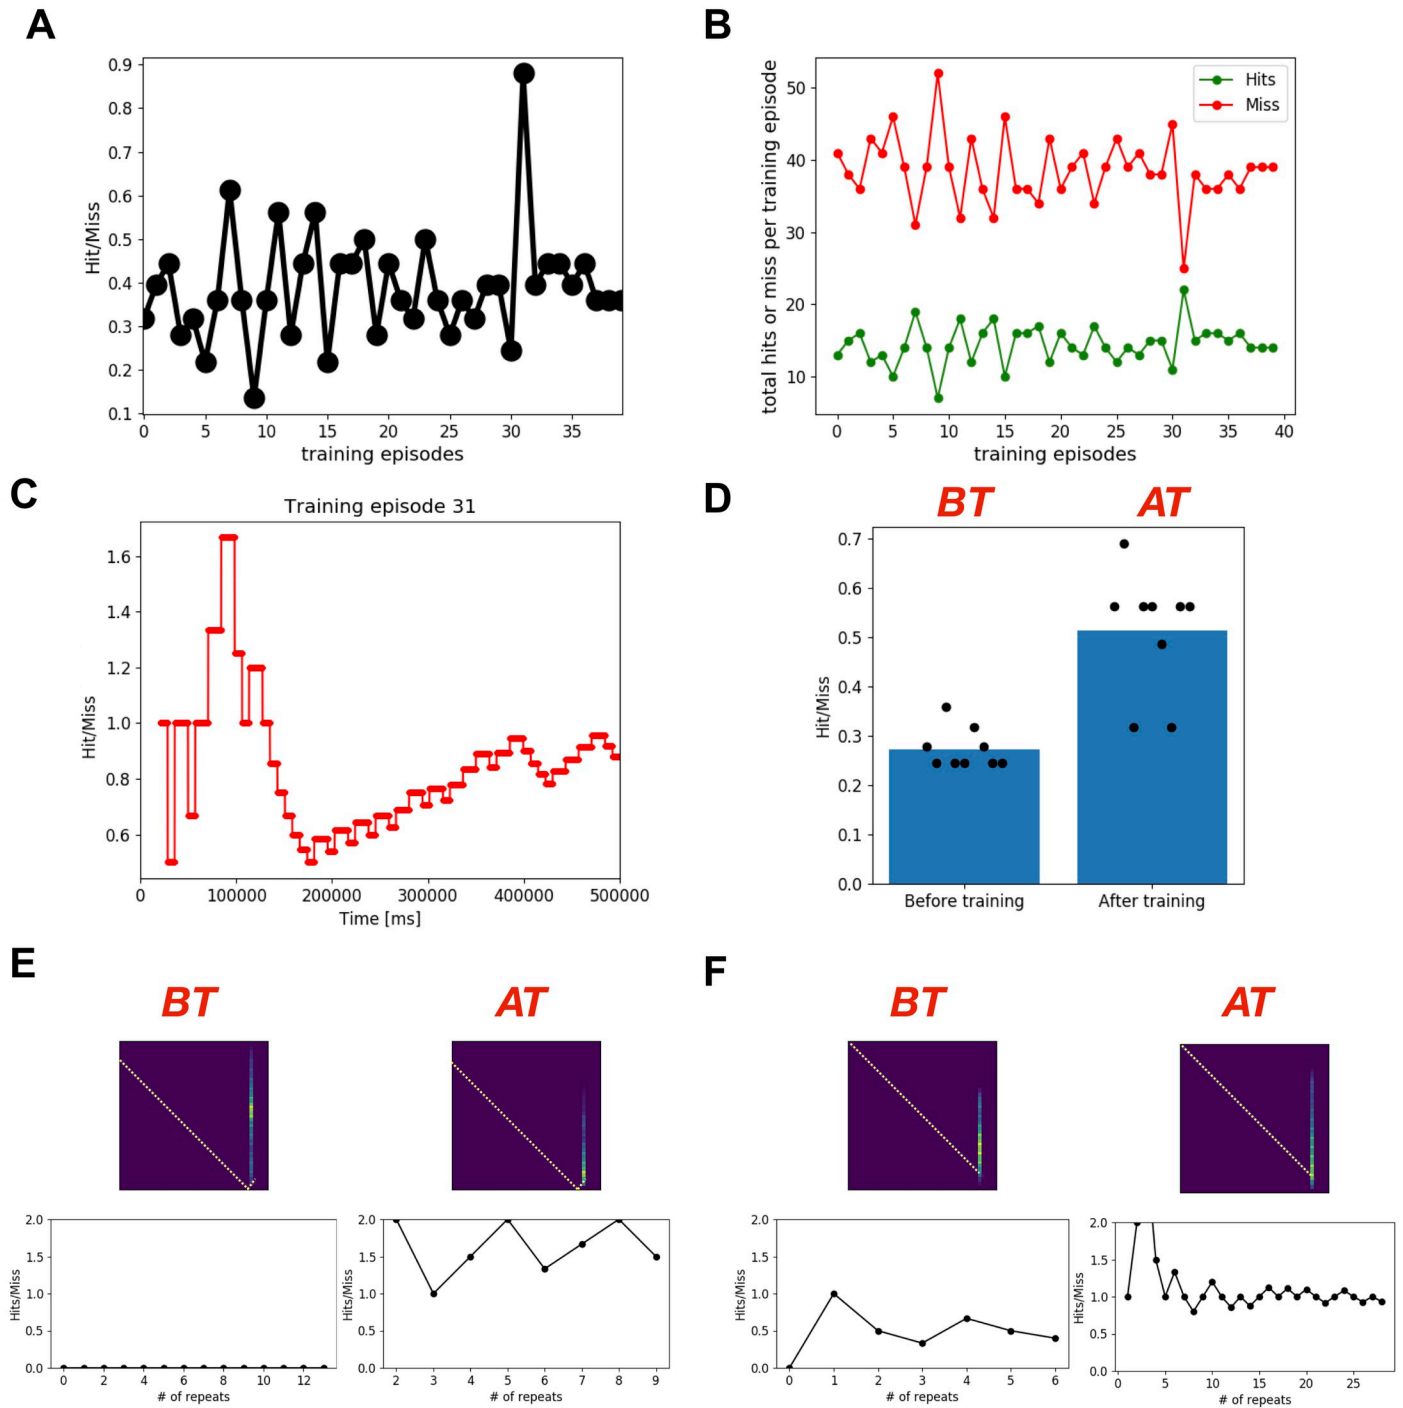 A
Hit/Miss
0.9
0.8
0.7
0.6
0.5
0.4
0.3
0.2
0.1
0 5 10 15 20 25 30 35
training episodes
B
total hits or miss per training episode
50
40
30
20
10
Hits
Miss
0 5 10 15 20 25 30 35 40
training episodes
C
Training episode 31
Hit/Miss
1.6
1.4
1.2
1.0
0.8
0.6
0 100000 200000 300000 400000 500000
Time [ms]
D
BT AT
Hit/Miss
0.7
0.6
0.5
0.4
0.3
0.2
0.1
0.0
Before training After training
E
BT AT
Hits/Miss
2.0
1.5
1.0
0.5
0.0
0 2 4 6 8 10 12
# of repeats
Hits/Miss
2.0
1.5
1.0
0.5
0.0
2 3 4 5 6 7 8 9
# of repeats
F
BT AT
Hits/Miss
2.0
1.5
1.0
0.5
0.0
0 1 2 3 4 5 6
# of repeats
Hits/Miss
2.0
1.5
1.0
0.5
0.0
0 5 10 15 20 25
# of repeats